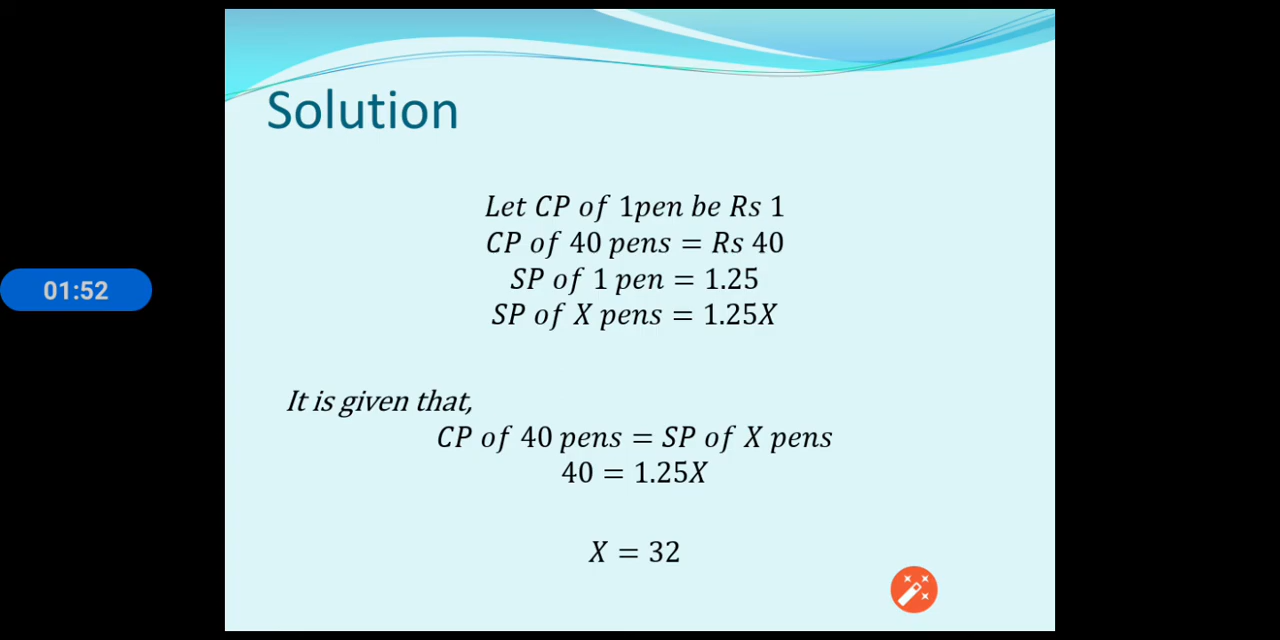 Solution
Let CP of 1pen be Rs 1
CP of 40 pens = Rs 40
SP of 1 pen = 1.25
SP of X pens = 1.25X
01:52
It is given that,
CP of 40 pens = SP of X pens
40 = 1.25X
X = 32